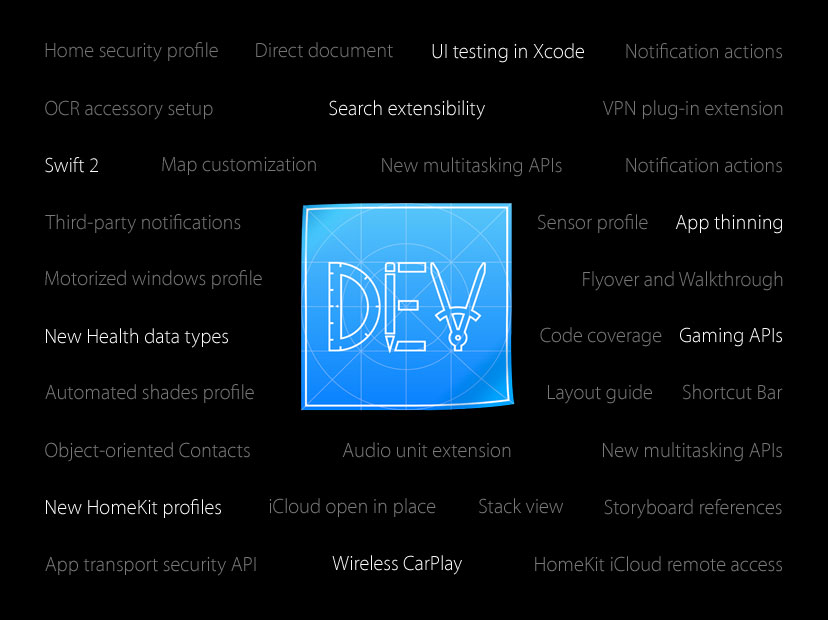 Home security profile Direct document UI testing in Xcode Notification actions
OCR accessory setup Search extensibility VPN plug-in extension
Swift 2 Map customization New multitasking APIs Notification actions
Third-party notifications Sensor profile App thinning
Motorized windows profile Flyover and Walkthrough
DEV
New Health data types Code coverage Gaming APIs
Automated shades profile Layout guide Shortcut Bar
Object-oriented Contacts Audio unit extension New multitasking APIs
New HomeKit profiles iCloud open in place Stack view Storyboard references
App transport security API Wireless CarPlay HomeKit iCloud remote access